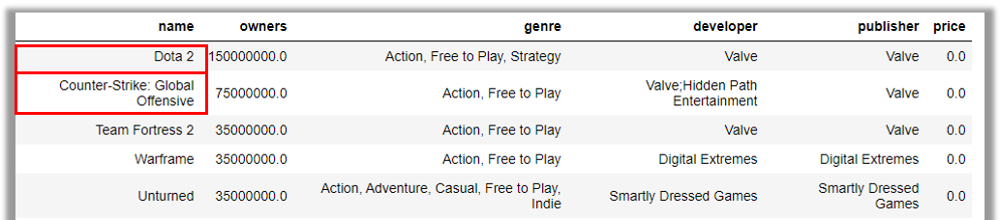 name owners genre developer publisher price
Dota 2 150000000.0 Action, Free to Play, Strategy Valve Valve 0.0
Counter-Strike: Global Offensive 75000000.0 Action, Free to Play Valve;Hidden Path Entertainment Valve 0.0
Team Fortress 2 35000000.0 Action, Free to Play Valve Valve 0.0
Warframe 35000000.0 Action, Free to Play Digital Extremes Digital Extremes 0.0
Unturned 35000000.0 Action, Adventure, Casual, Free to Play, Indie Smartly Dressed Games Smartly Dressed Games 0.0